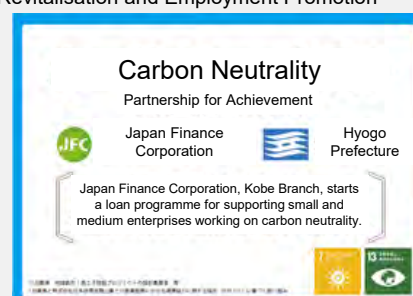 Revitalisation and Employment Promotion
Carbon Neutrality
Partnership for Achievement
JFC
Japan Finance
Corporation
Hyogo
Prefecture
Japan Finance Corporation, Kobe Branch, starts
a loan programme for supporting small and
medium enterprises working on carbon neutrality.
7
13